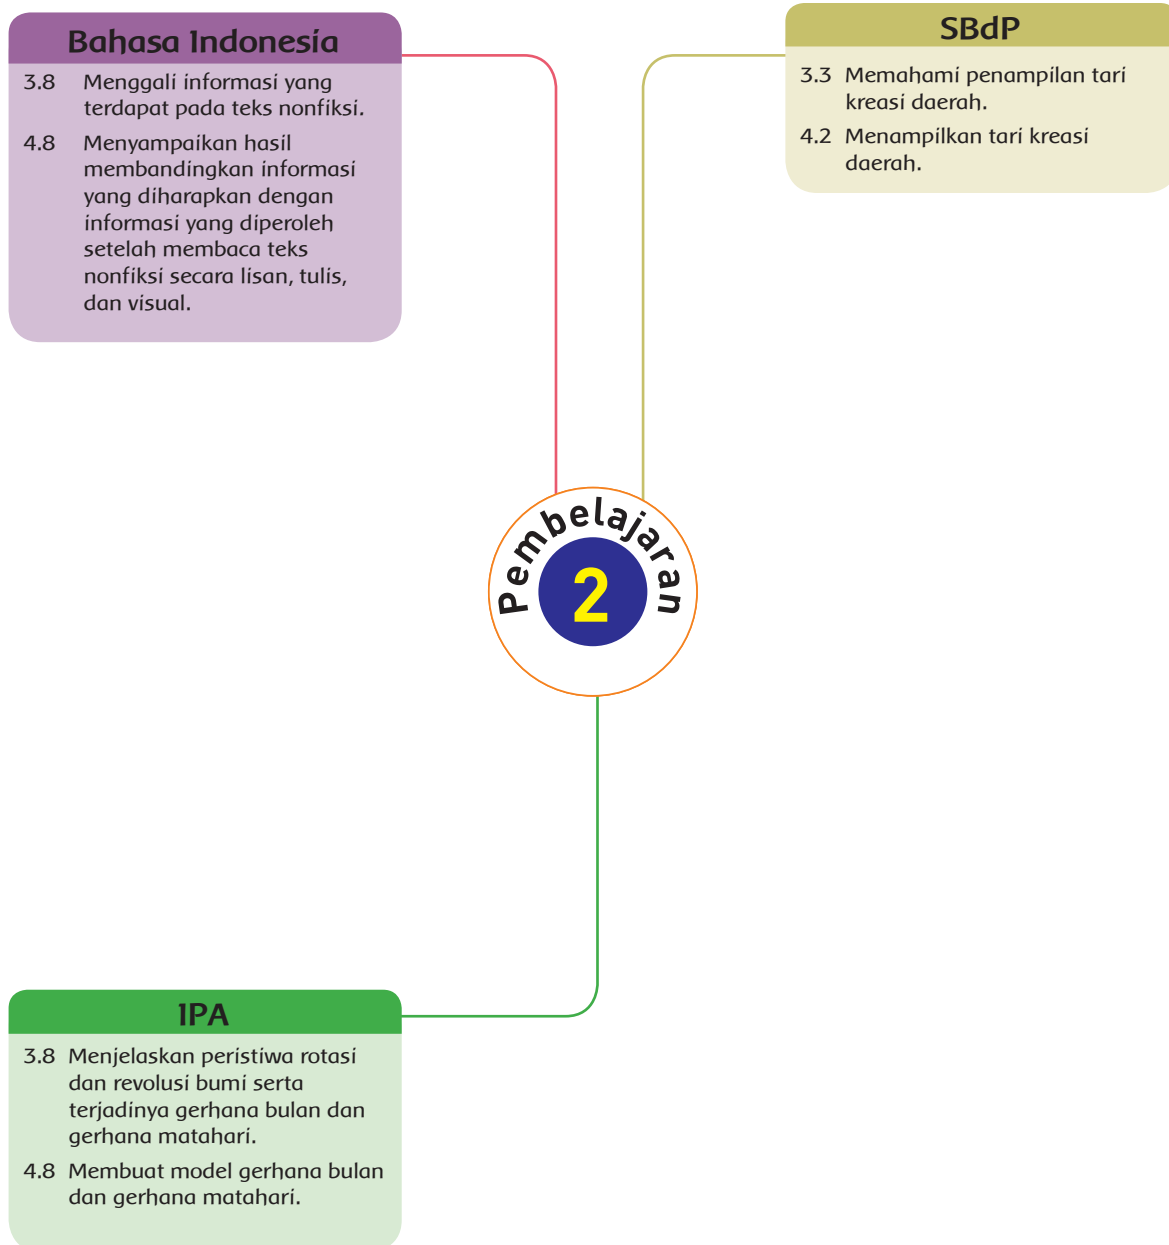 Bahasa Indonesia
3.8 Menggali informasi yang
terdapat pada teks nonfiksi.
4.8 Menyampaikan hasil
membandingkan informasi
yang diharapkan dengan
informasi yang diperoleh
setelah membaca teks
nonfiksi secara lisan, tulis,
dan visual.
SBdP
3.3 Memahami penampilan tari
kreasi daerah.
4.2 Menampilkan tari kreasi
daerah.
Pembelajaran
2
IPA
3.8 Menjelaskan peristiwa rotasi
dan revolusi bumi serta
terjadinya gerhana bulan dan
gerhana matahari.
4.8 Membuat model gerhana bulan
dan gerhana matahari.